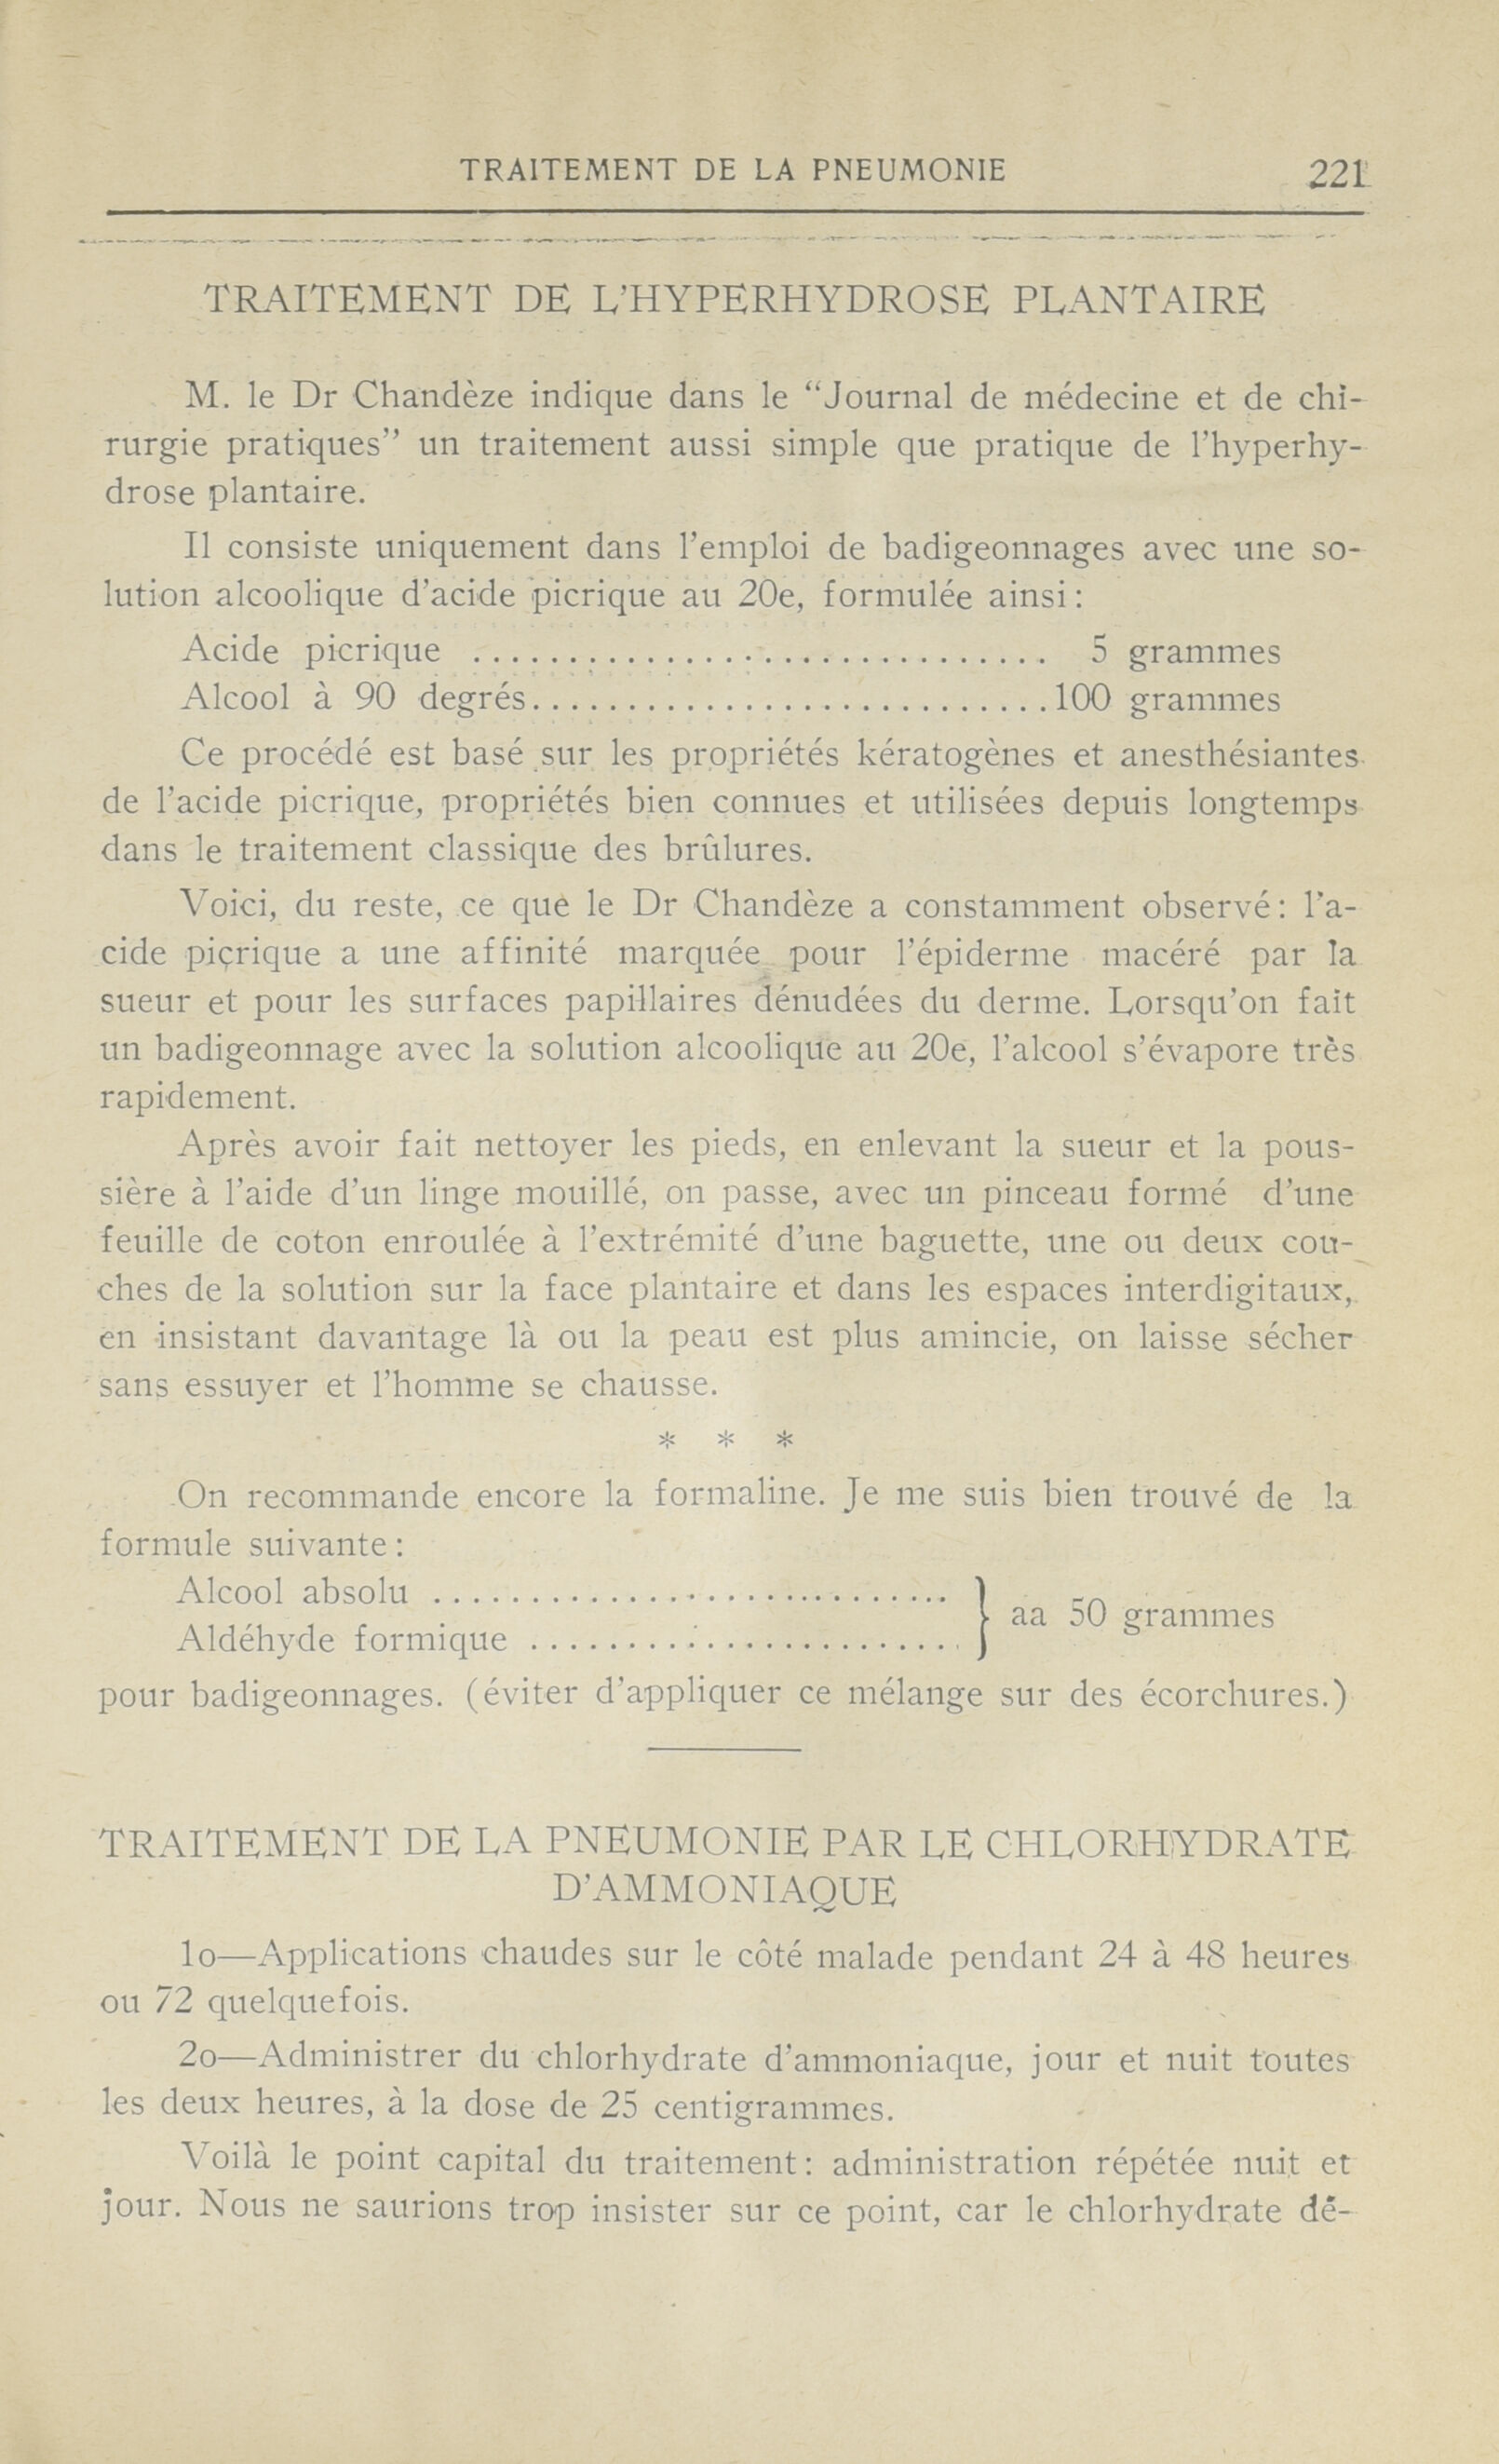 TRAITEMENT DE LA PNEUMONIE 221
TRAITEMENT DE L'HYPERHYDROSE PLANTAIRE
M. le Dr Chandèze indique dans le “Journal de médecine et de chi-
rurgie pratiques” un traitement aussi simple que pratique de l'hyperhy-
drose plantaire.
Il consiste uniquement dans l'emploi de badigeonnages avec une so-
lution alcoolique d'acide picrique au 20e, formulée ainsi:
Acide picrique .............................. 5 grammes
Alcool à 90 degrés...........................100 grammes
Ce procédé est basé sur les propriétés kératogènes et anesthésiantes
de l'acide picrique, propriétés bien connues et utilisées depuis longtemps
dans le traitement classique des brûlures.
Voici, du reste, ce que le Dr Chandèze a constamment observé: l'a-
cide picrique a une affinité marquée pour l'épiderme macéré par la
sueur et pour les surfaces papillaires dénudées du derme. Lorsqu'on fait
un badigeonnage avec la solution alcoolique au 20e, l'alcool s'évapore très
rapidement.
Après avoir fait nettoyer les pieds, en enlevant la sueur et la pous-
sière à l'aide d'un linge mouillé, on passe, avec un pinceau formé d'une
feuille de coton enroulée à l'extrémité d'une baguette, une ou deux cou-
ches de la solution sur la face plantaire et dans les espaces interdigitaux,
en insistant davantage là ou la peau est plus amincie, on laisse sécher
sans essuyer et l'homme se chausse.
* * *
On recommande encore la formaline. Je me suis bien trouvé de la
formule suivante:
Alcool absolu ...........................
Aldéhyde formique ....................... } aa 50 grammes
pour badigeonnages. (éviter d'appliquer ce mélange sur des écorchures.)
TRAITEMENT DE LA PNEUMONIE PAR LE CHLORHYDRATE
D'AMMONIAQUE
1o—Applications chaudes sur le côté malade pendant 24 à 48 heures
ou 72 quelquefois.
2o—Administrer du chlorhydrate d'ammoniaque, jour et nuit toutes
les deux heures, à la dose de 25 centigrammes.
Voilà le point capital du traitement: administration répétée nuit et
jour. Nous ne saurions trop insister sur ce point, car le chlorhydrate dé-